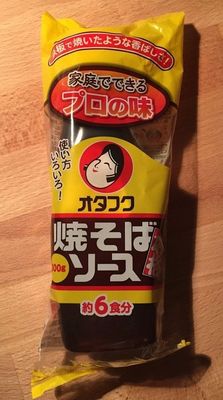 板で焼いたような香ばしさ!
家庭でできる
プロの味
使い方
いろいろ!
オタフク
焼そば
ソース
00g
約6食分